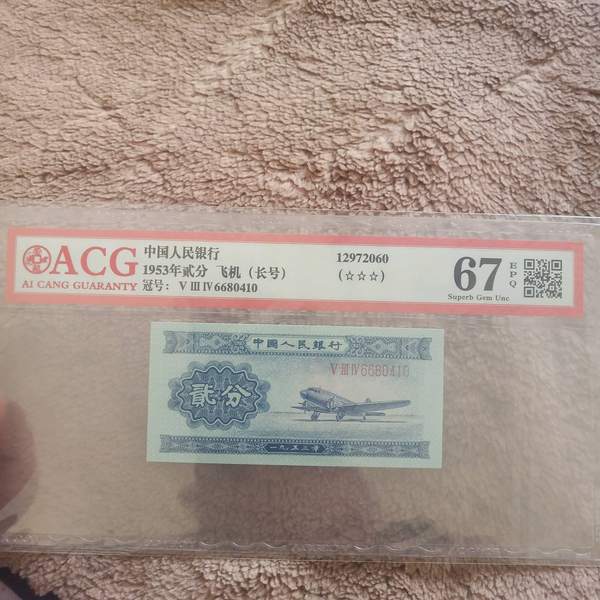 ACG
AI CANG GUARANTY
中国人民银行
1953年贰分 飞机（长号）
冠号： Ⅴ Ⅲ Ⅳ 6680410
12972060
（☆☆☆）
67
EPQ
Superb Gem Unc
中國人民銀行
Ⅴ Ⅲ Ⅳ 6680410
貳分
一九五三年